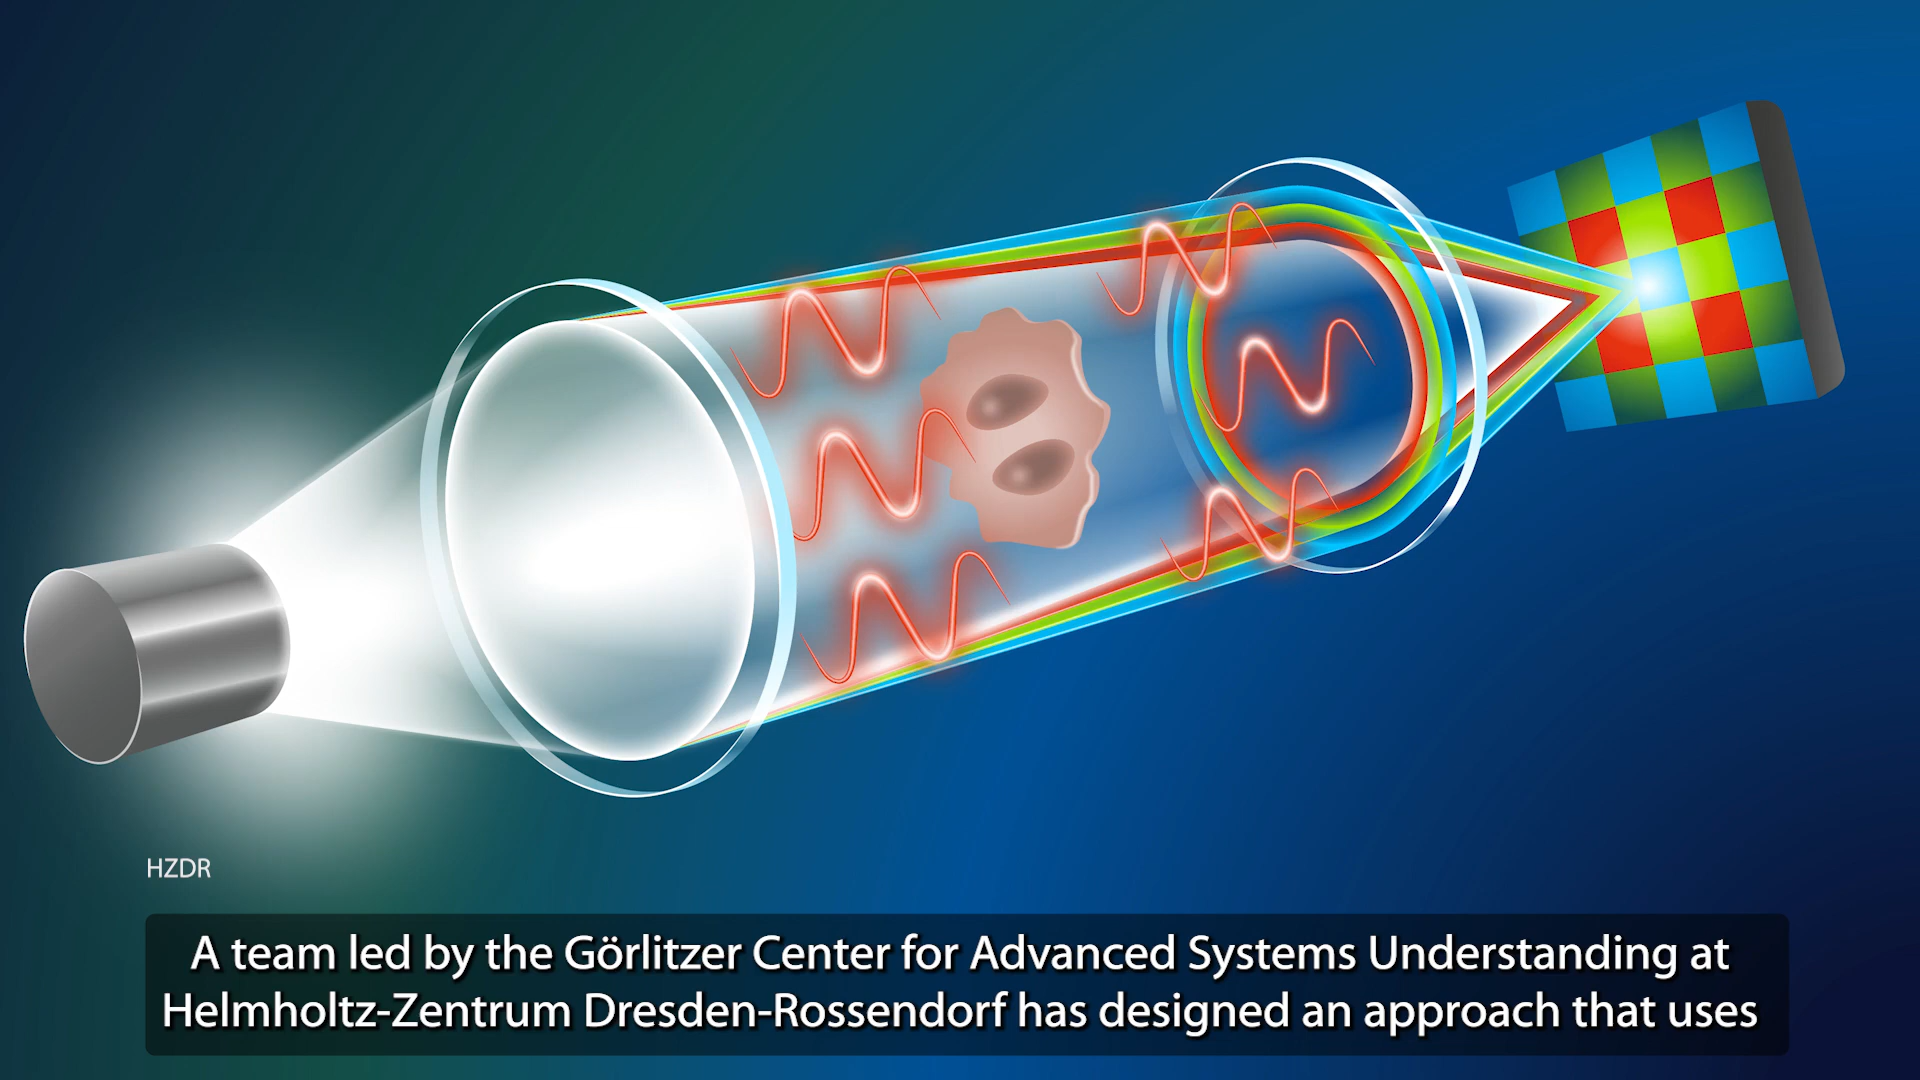 HZDR
A team led by the Görlitzer Center for Advanced Systems Understanding at
Helmholtz-Zentrum Dresden-Rossendorf has designed an approach that uses